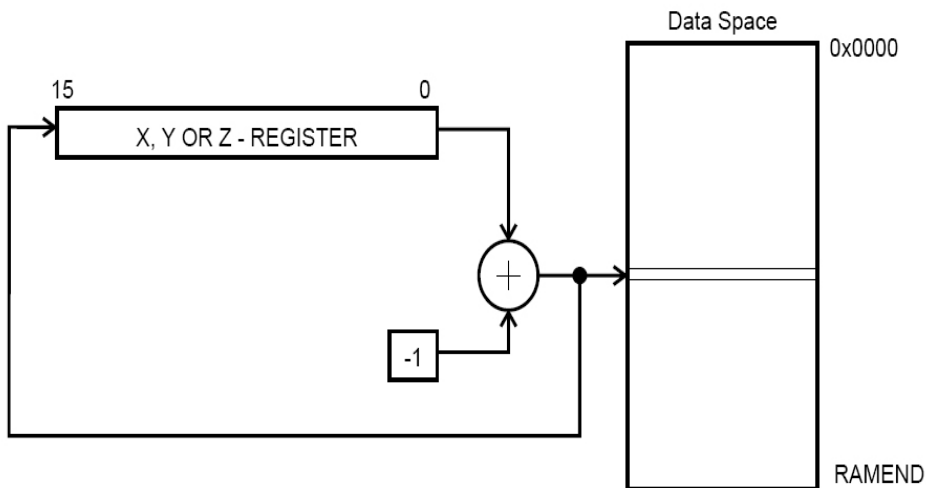 Data Space
0x0000
15
0
X, Y OR Z - REGISTER
+
-1
RAMEND